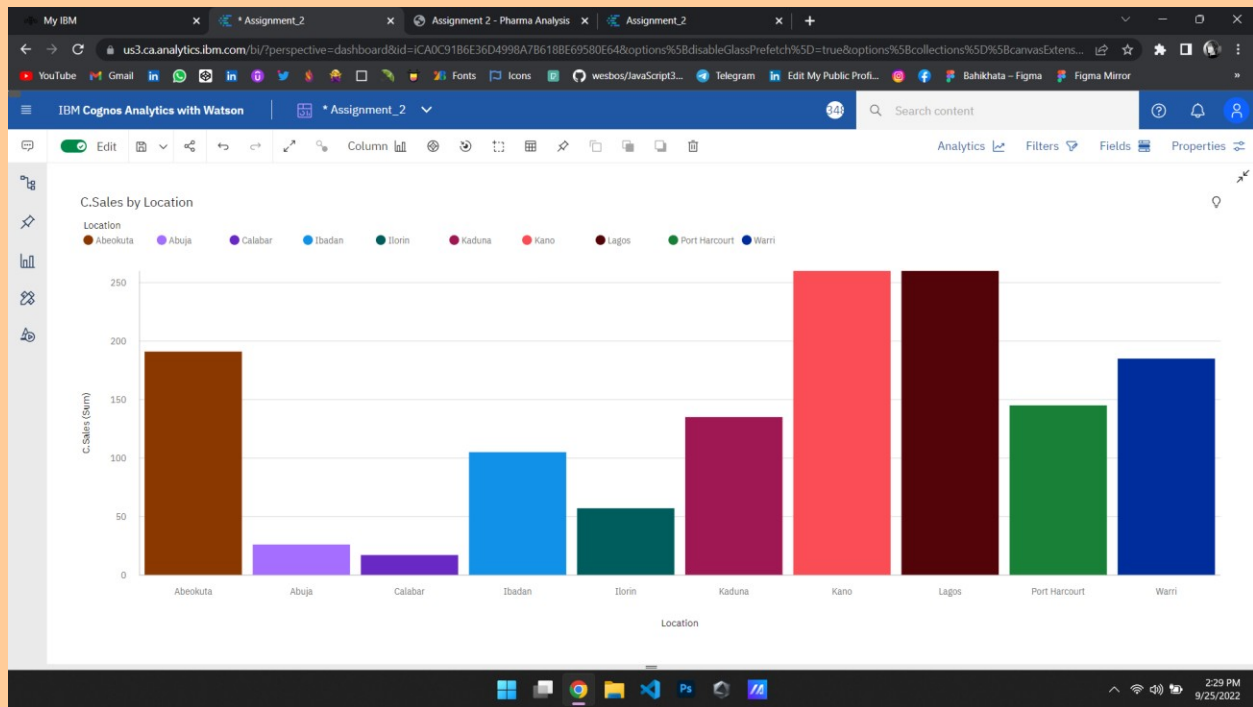 My IBM
* Assignment_2
Assignment 2 - Pharma Analysis
Assignment_2
us3.ca.analytics.ibm.com/bi/?perspective=dashboard&id=iCA0C91B6E36D4998A7B618BE69580E64&options%5BdisableGlassPrefetch%5D=true&options%5Bcollections%5D%5BcanvasExtens...
YouTube Gmail Fonts Icons wesbos/JavaScript3... Telegram Edit My Public Profi... Bahikhata – Figma Figma Mirror »
IBM Cognos Analytics with Watson * Assignment_2 Search content
Edit Column Analytics Filters Fields Properties
C.Sales by Location
Location
Abeokuta Abuja Calabar Ibadan Ilorin Kaduna Kano Lagos Port Harcourt Warri
250
200
150
100
50
0
C.Sales (Sum)
Abeokuta Abuja Calabar Ibadan Ilorin Kaduna Kano Lagos Port Harcourt Warri
Location
Ps
2:29 PM
9/25/2022